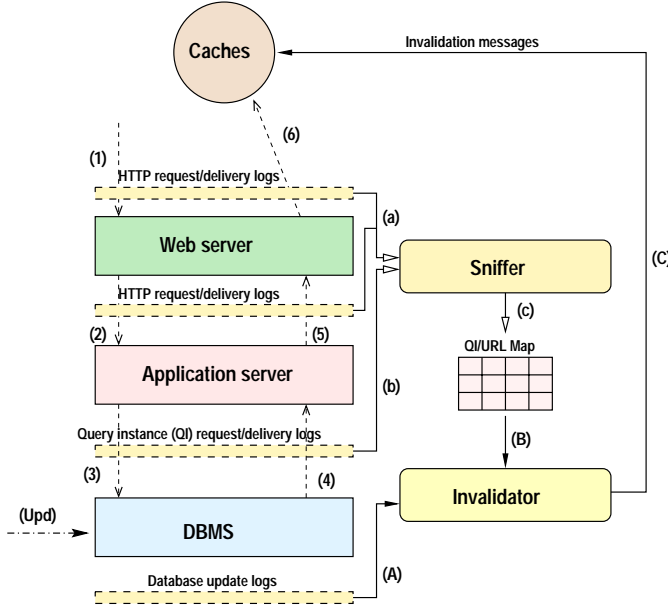 Caches
Invalidation messages
(6)
(1)
HTTP request/delivery logs
(a)
Web server
Sniffer
(C)
HTTP request/delivery logs
(c)
(2)
(5)
QI/URL Map
Application server
(b)
Query instance (QI) request/delivery logs
(B)
(3)
(4)
Invalidator
(Upd)
DBMS
(A)
Database update logs